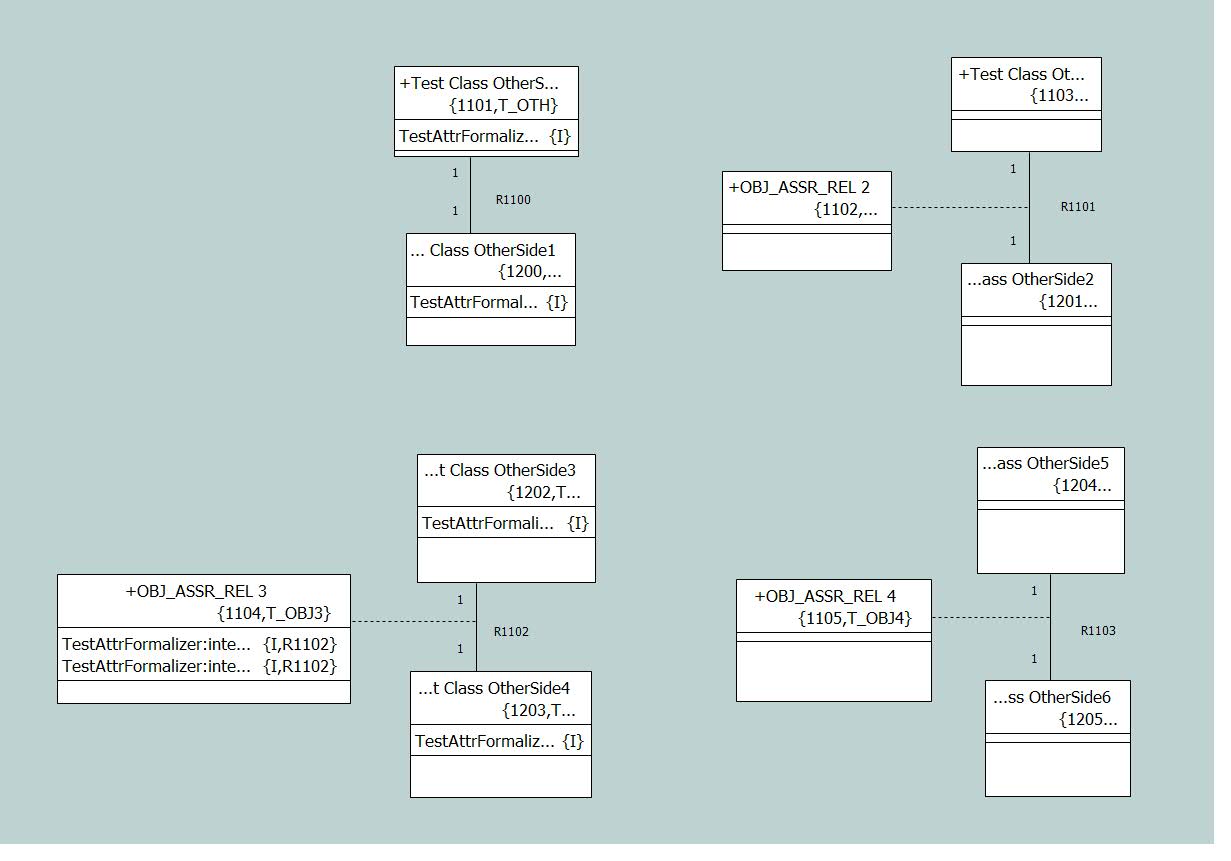 +Test Class OtherS...
{1101,T_OTH}
TestAttrFormaliz... {I}
1
R1100
1
... Class OtherSide1
{1200,...
TestAttrFormal... {I}
+Test Class Ot...
{1103...
1
+OBJ_ASSR_REL 2
{1102,...
R1101
1
...ass OtherSide2
{1201...
...t Class OtherSide3
{1202,T...
TestAttrFormali... {I}
+OBJ_ASSR_REL 3
{1104,T_OBJ3}
TestAttrFormalizer:inte... {I,R1102}
TestAttrFormalizer:inte... {I,R1102}
1
R1102
1
...t Class OtherSide4
{1203,T...
TestAttrFormaliz... {I}
...ass OtherSide5
{1204...
1
+OBJ_ASSR_REL 4
{1105,T_OBJ4}
R1103
1
...ss OtherSide6
{1205...